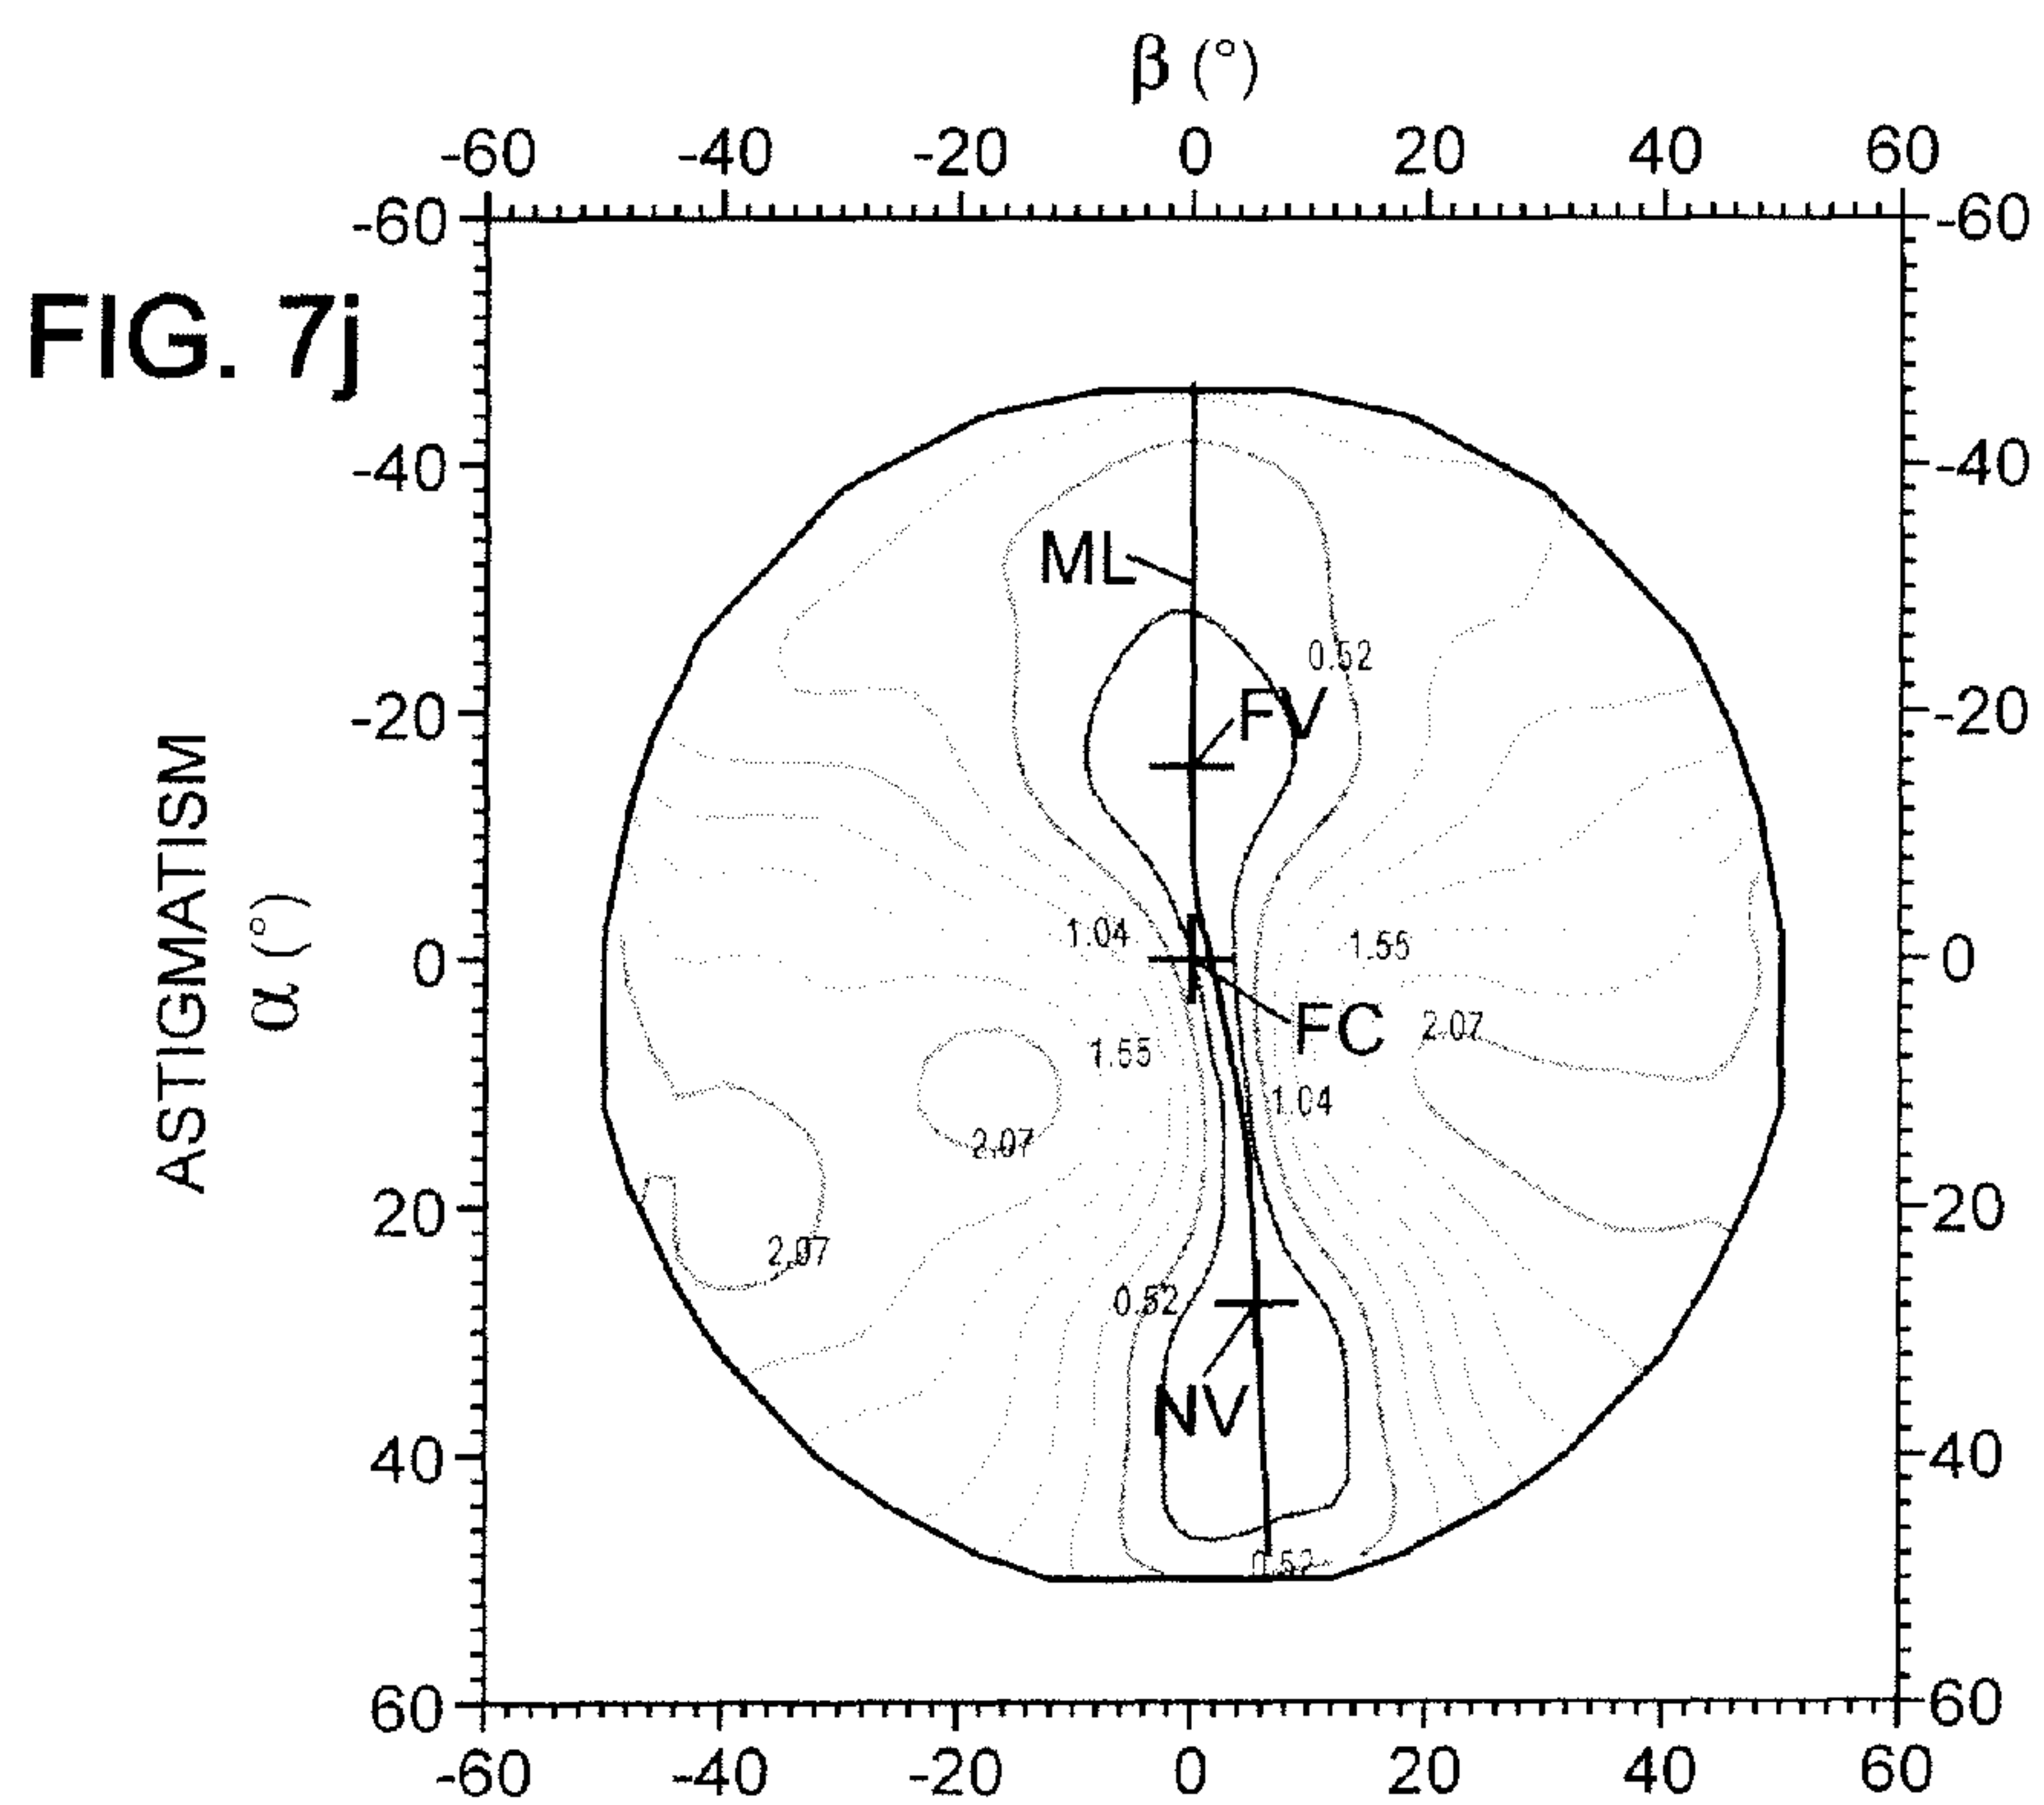 β (°)
-60 -40 -20 0 20 40 60
-60 -60
FIG. 7j
-40 -40
ML
0.52
-20 FV -20
ASTIGMATISM
α (°)
1.04 1.55
0 0
FC
2.07
1.55
1.04
2.07
20 20
2.07
0.52
NV
40 40
0.52
60 60
-60 -40 -20 0 20 40 60